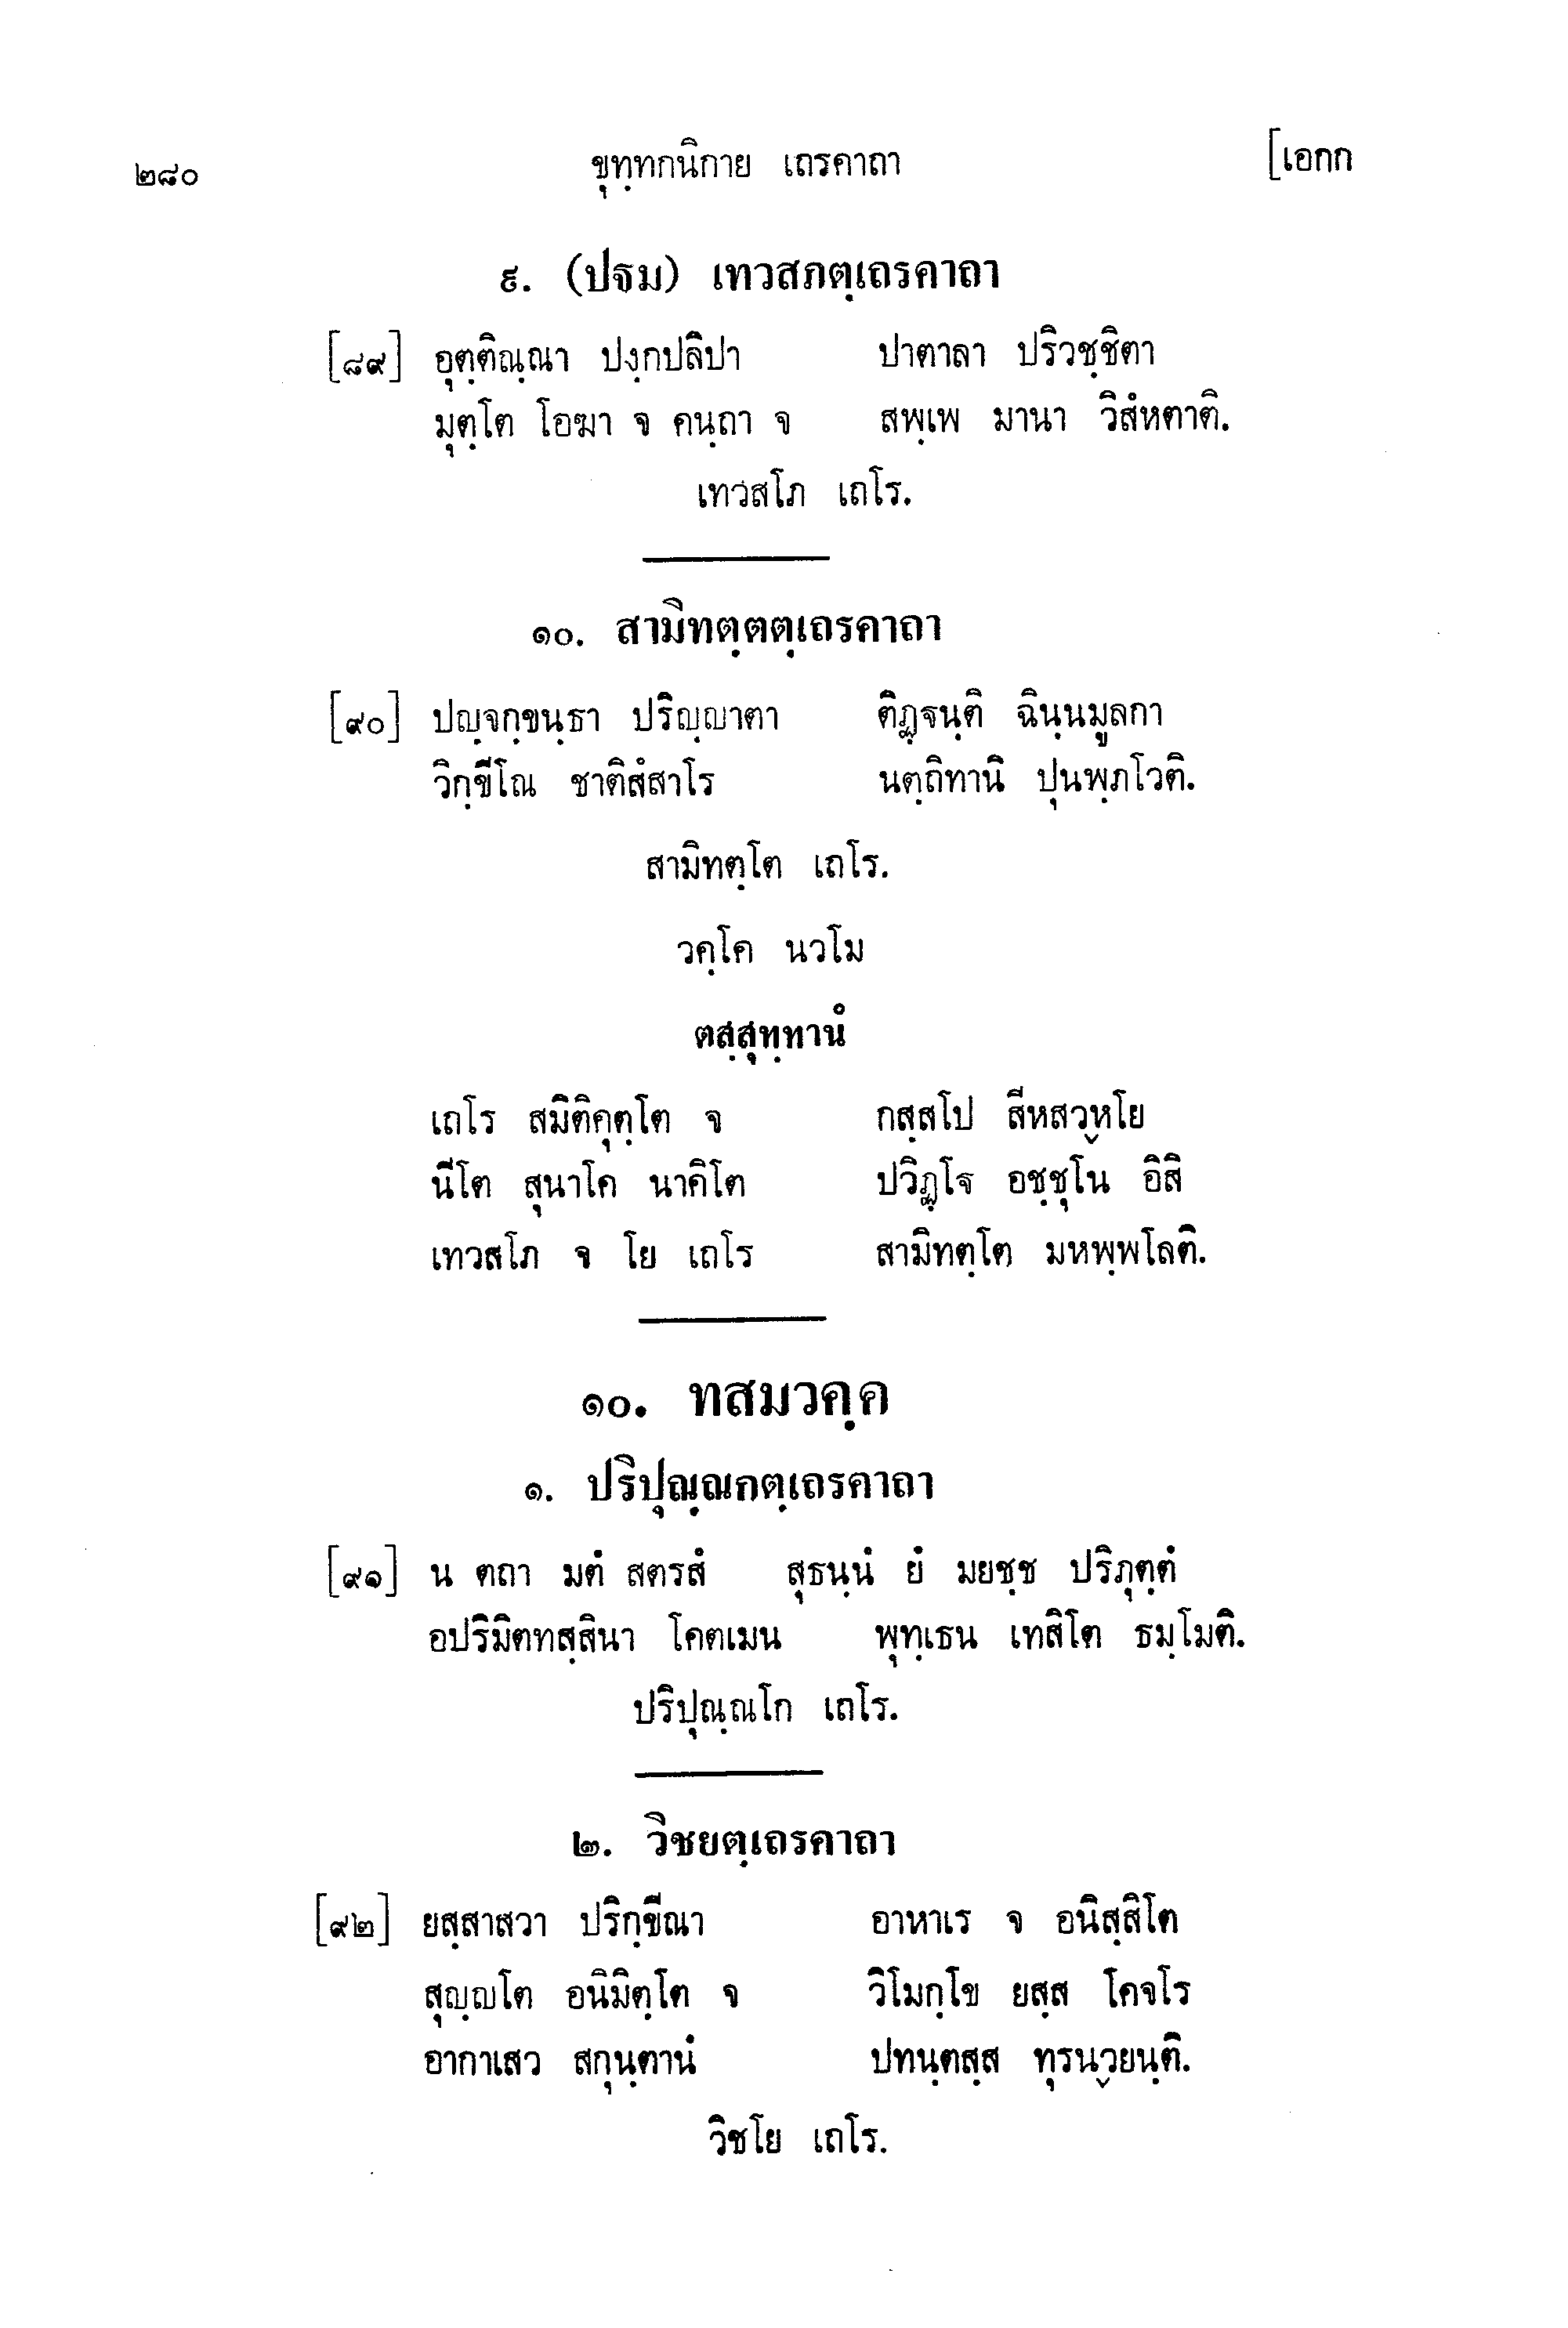 ๒๘๐ ขุทฺทกนิกาย เถรคาถา [เอกก
๙. (ปฐม) เทวสภตฺเถรคาถา
[๘๙] อุตฺติณฺณา ปงฺกปลิปา ปาตาลา ปริวชฺชิตา
มุตฺโต โอฆา จ คนฺถา จ สพฺเพ มานา วิสํหตาติ.
เทวสโภ เถโร.
๑๐. สามิทตฺตตฺเถรคาถา
[๙๐] ปญฺจกฺขนฺธา ปริญฺญาตา ติฏฺฐนฺติ ฉินฺนมูลกา
วิกฺขีโณ ชาติสํสาโร นตฺถิทานิ ปุนพฺภโวติ.
สามิทตฺโต เถโร.
วคฺโค นวโม
ตสฺสุทฺทานํ
เถโร สมิติคุตฺโต จ กสฺสโป สีหสวฺหโย
นีโต สุนาโค นาคิโต ปวิฏฺโฐ อชฺชุโน อิสิ
เทวสโภ จ โย เถโร สามิทตฺโต มหพฺพโลติ.
๑๐. ทสมวคฺค
๑. ปริปุณฺณกตฺเถรคาถา
[๙๑] น ตถา มตํ สตรสํ สุธนฺนํ ยํ มยชฺช ปริภุตฺตํ
อปริมิตทสฺสินา โคตเมน พุทฺเธน เทสิโต ธมฺโมติ.
ปริปุณฺณโก เถโร.
๒. วิชยตฺเถรคาถา
[๙๒] ยสฺสาสวา ปริกฺขีณา อาหาเร จ อนิสฺสิโต
สุญฺญโต อนิมิตฺโต จ วิโมกฺโข ยสฺส โคจโร
อากาเสว สกุนฺตานํ ปทนฺตสฺส ทุรนฺวยนฺติ.
วิชโย เถโร.